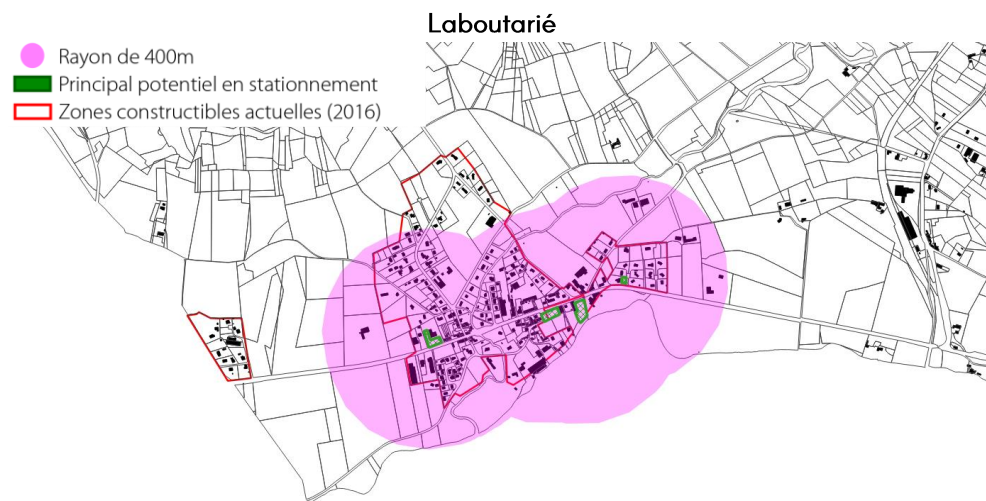 Laboutarié
Rayon de 400m
Principal potentiel en stationnement
Zones constructibles actuelles (2016)